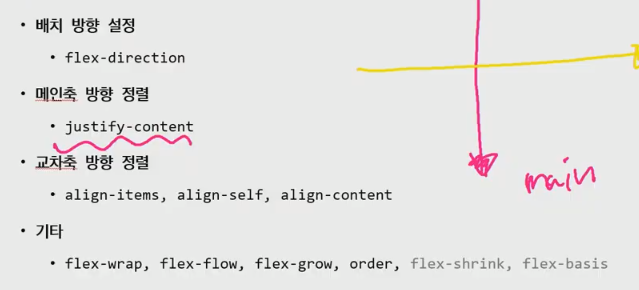 • 배치 방향 설정
• flex-direction
• 메인축 방향 정렬
• justify-content
• 교차축 방향 정렬
• align-items, align-self, align-content
• 기타
• flex-wrap, flex-flow, flex-grow, order, flex-shrink, flex-basis
main